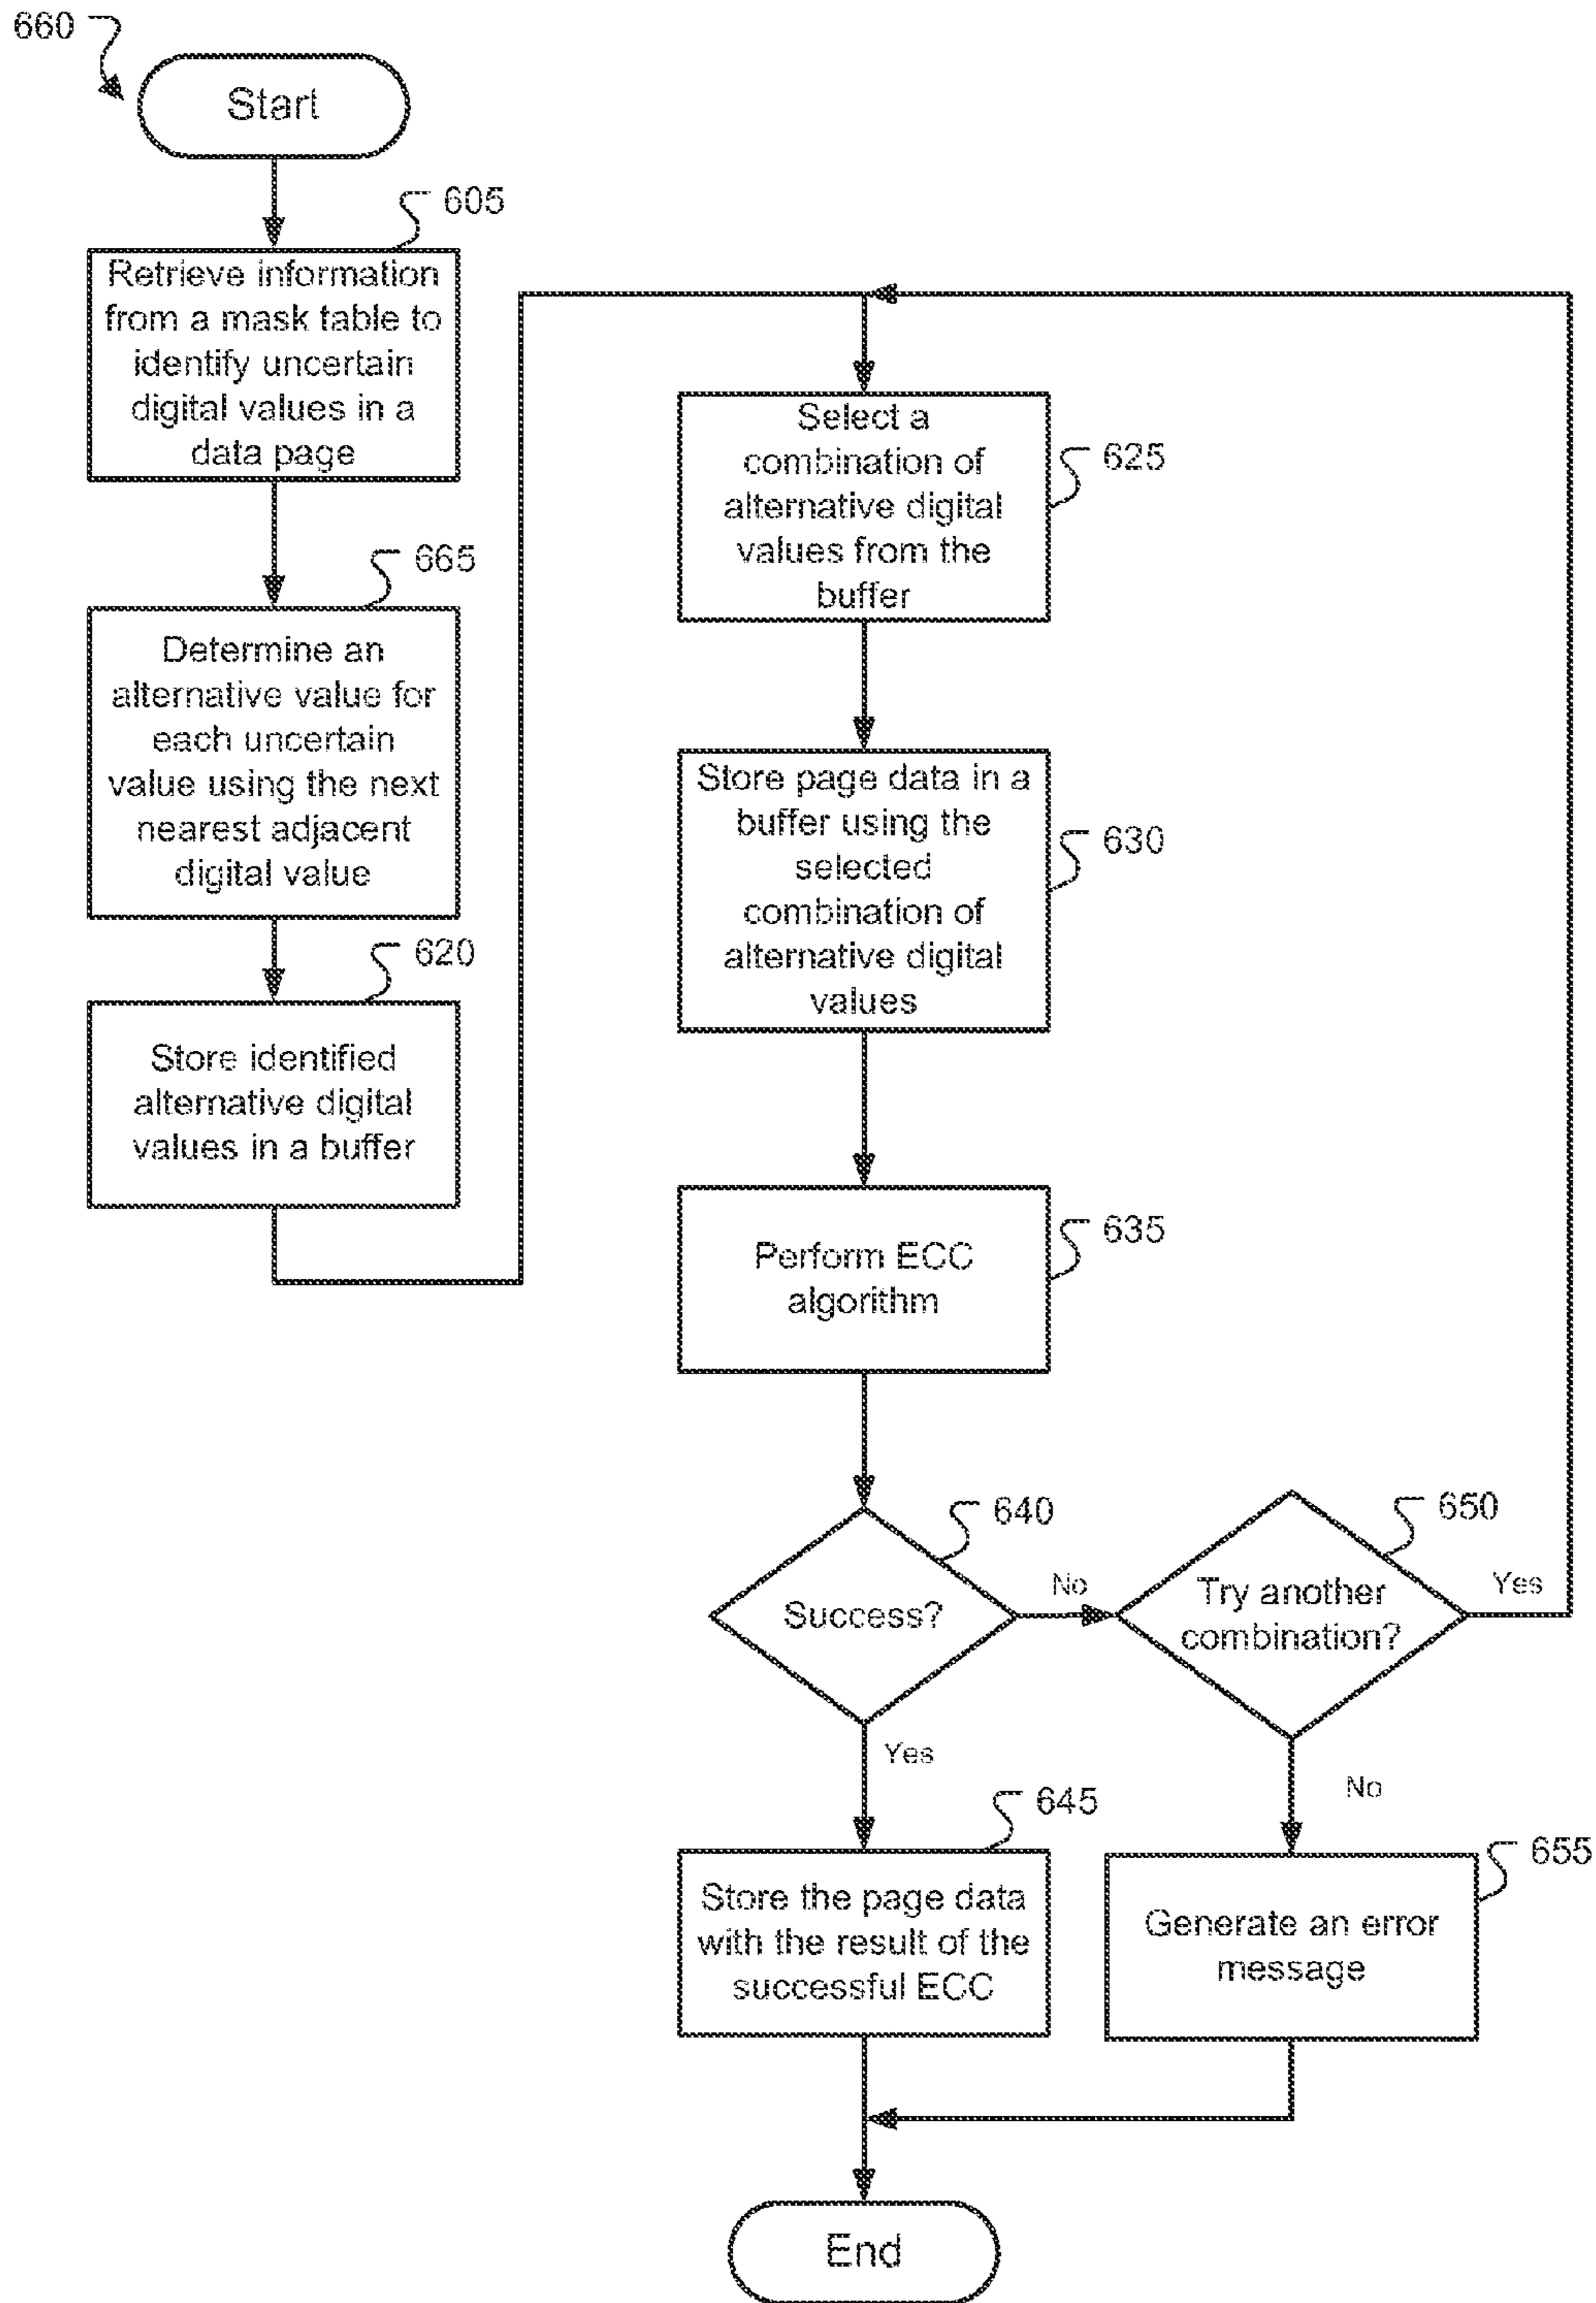 660
Start
605
Retrieve information
from a mask table to
identify uncertain
digital values in a
data page
665
Determine an
alternative value for
each uncertain
value using the next
nearest adjacent
digital value
620
Store identified
alternative digital
values in a buffer
Select a
combination of
alternative digital
values from the
buffer
625
Store page data in a
buffer using the
selected
combination of
alternative digital
values
630
Perform ECC
algorithm
635
640
Success?
No
Yes
650
Try another
combination?
Yes
No
645
Store the page data
with the result of the
successful ECC
655
Generate an error
message
End